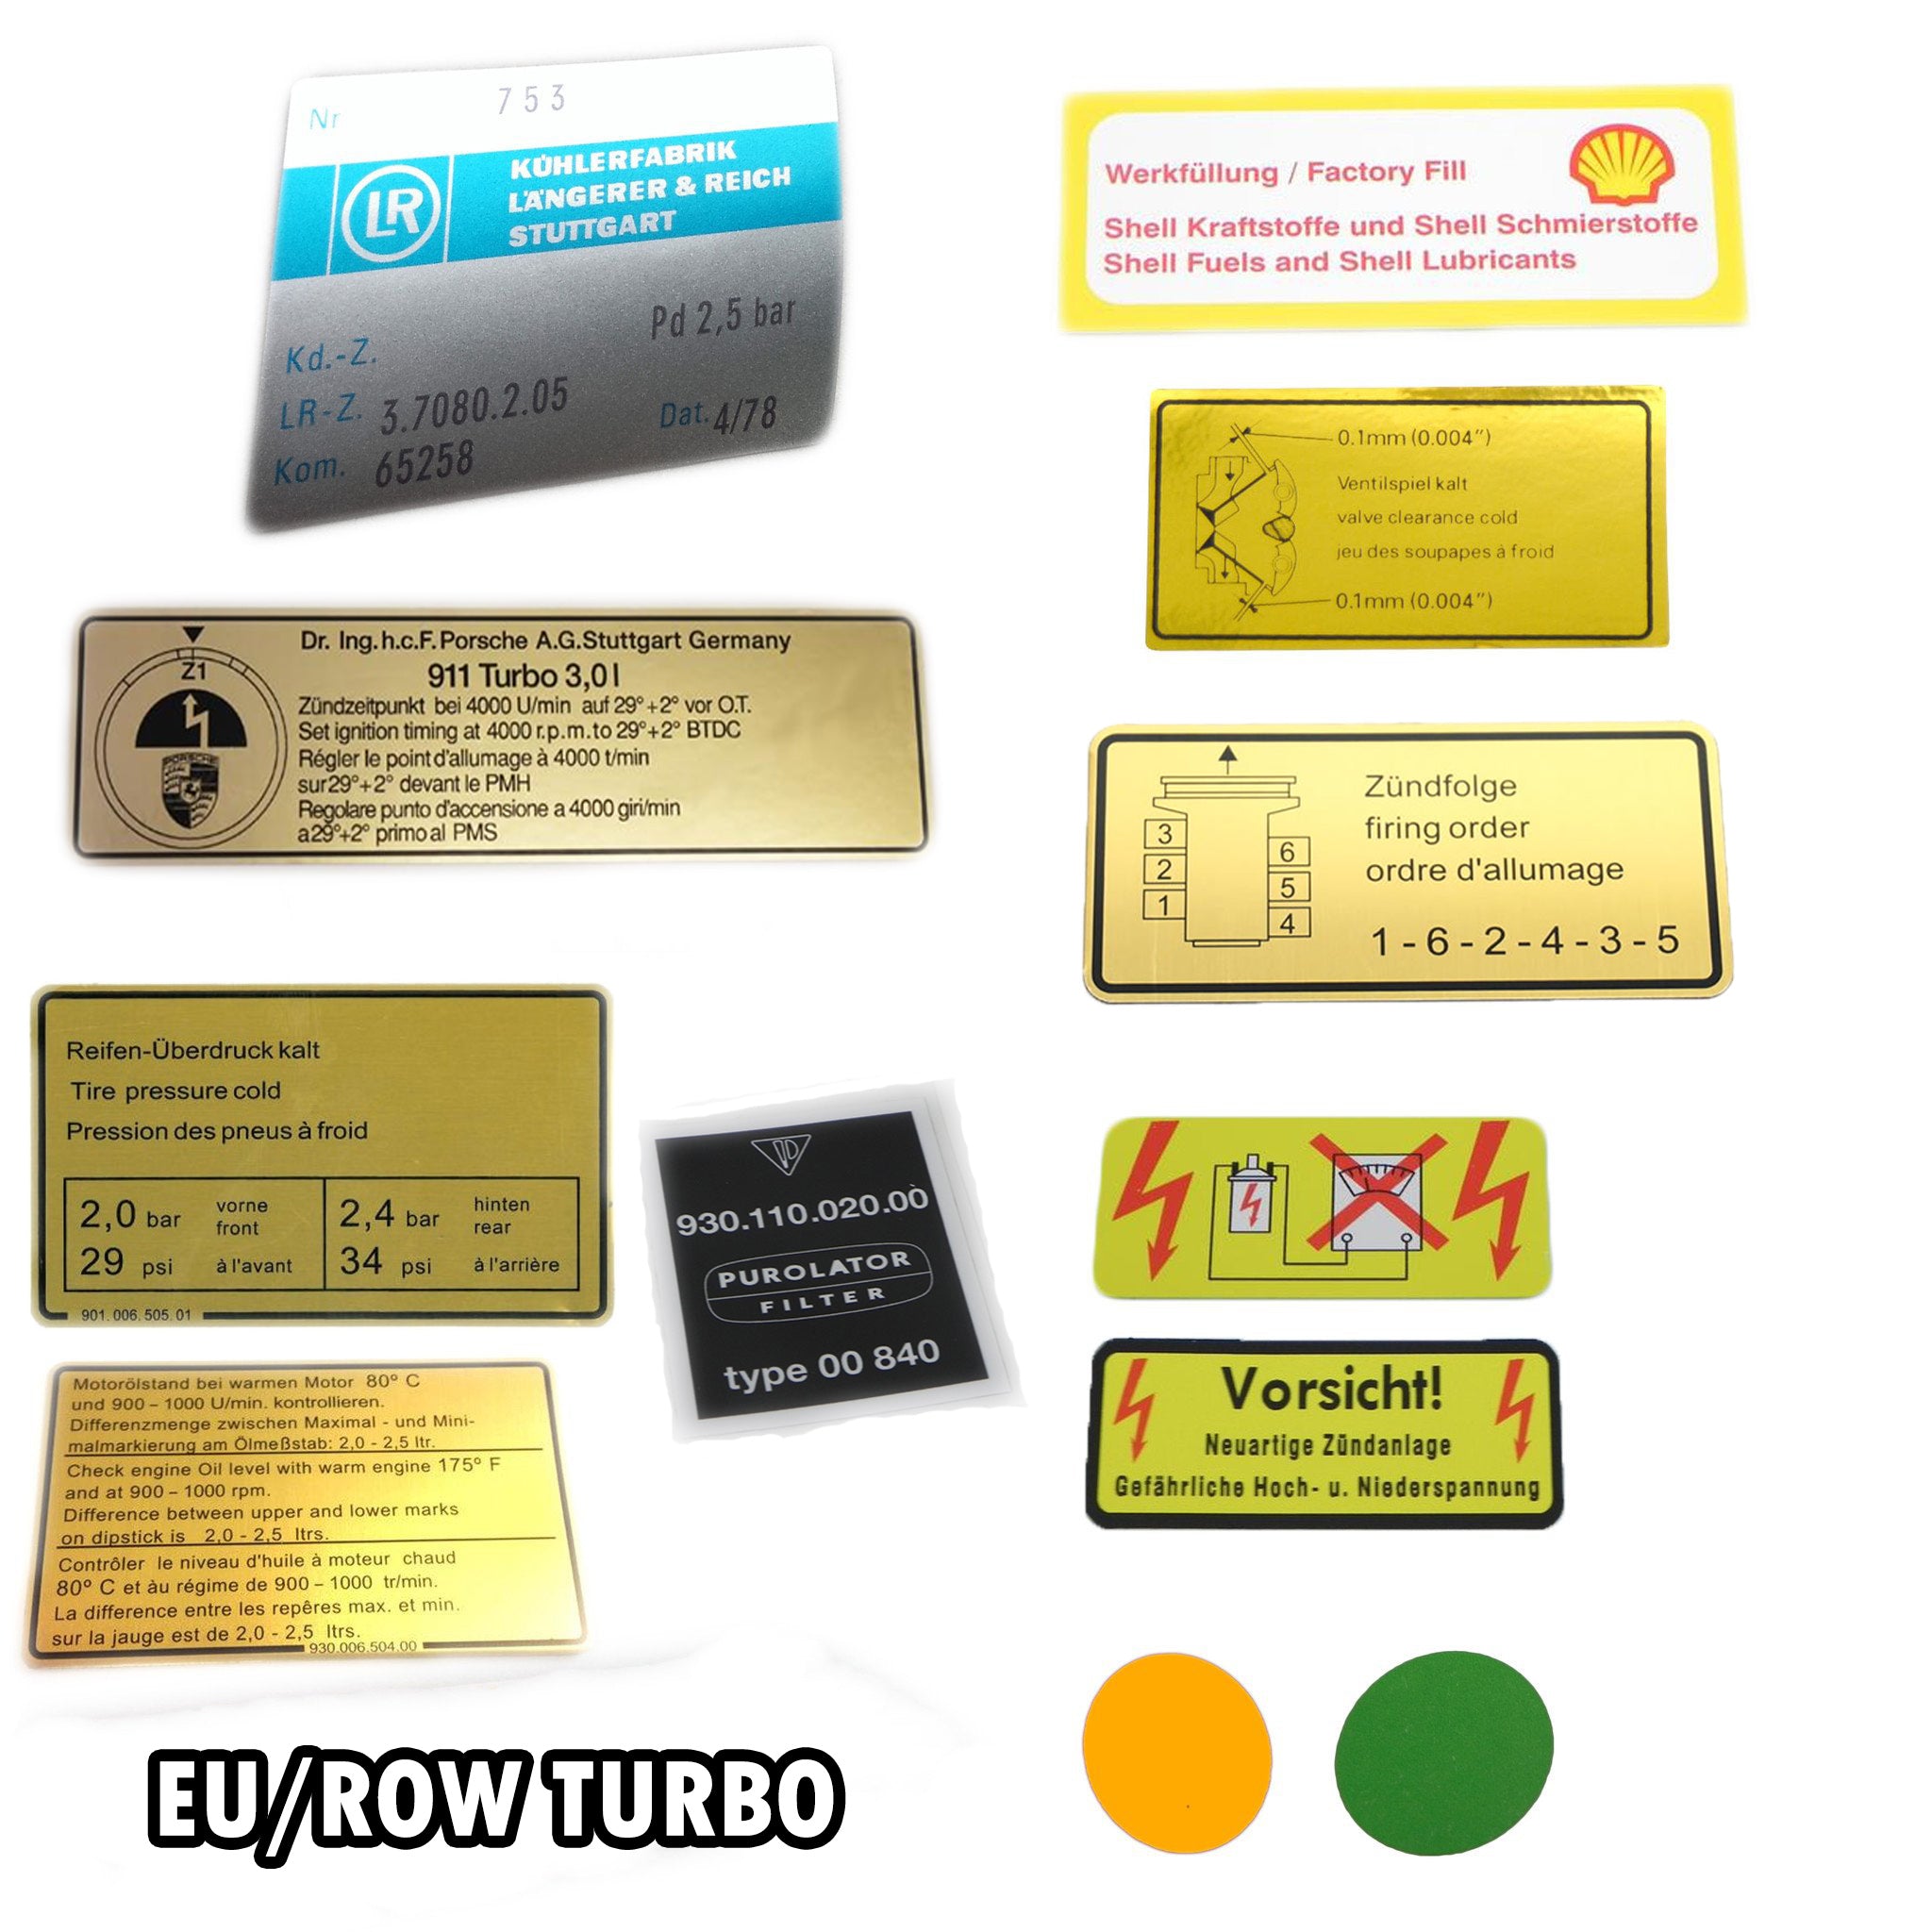 Nr 753
LR
KÜHLERFABRIK
LÄNGERER & REICH
STUTTGART
Pd 2,5 bar
Kd.-Z.
LR-Z. 3.7080.2.05 Dat. 4/78
Kom. 65258
Werkfüllung / Factory Fill
Shell Kraftstoffe und Shell Schmierstoffe
Shell Fuels and Shell Lubricants
0.1mm (0.004")
Ventilspiel kalt
valve clearance cold
jeu des soupapes à froid
0.1mm (0.004")
Z1
PORSCHE
Dr. Ing.h.c.F.Porsche A.G.Stuttgart Germany
911 Turbo 3,0 l
Zündzeitpunkt bei 4000 U/min auf 29°+2° vor O.T.
Set ignition timing at 4000 r.p.m. to 29°+2° BTDC
Régler le point d'allumage à 4000 t/min
sur 29°+2° devant le PMH
Regolare punto d'accensione a 4000 giri/min
a 29°+2° primo al PMS
3
2
1
6
5
4
Zündfolge
firing order
ordre d'allumage
1 - 6 - 2 - 4 - 3 - 5
Reifen-Überdruck kalt
Tire pressure cold
Pression des pneus à froid
2,0 bar vorne
front
29 psi à l'avant
2,4 bar hinten
rear
34 psi à l'arrière
901.006.505.01
930.110.020.00
PUROLATOR
FILTER
type 00 840
Vorsicht!
Neuartige Zündanlage
Gefährliche Hoch- u. Niederspannung
Motorölstand bei warmen Motor 80° C
und 900 – 1000 U/min. kontrollieren.
Differenzmenge zwischen Maximal - und Mini-
malmarkierung am Ölmeßstab: 2,0 - 2,5 ltr.
Check engine Oil level with warm engine 175° F
and at 900 – 1000 rpm.
Difference between upper and lower marks
on dipstick is 2,0 - 2,5 ltrs.
Contrôler le niveau d'huile à moteur chaud
80° C et àu régime de 900 – 1000 tr/min.
La difference entre les repêres max. et min.
sur la jauge est de 2,0 - 2,5 ltrs.
930.006.504.00
EU/ROW TURBO